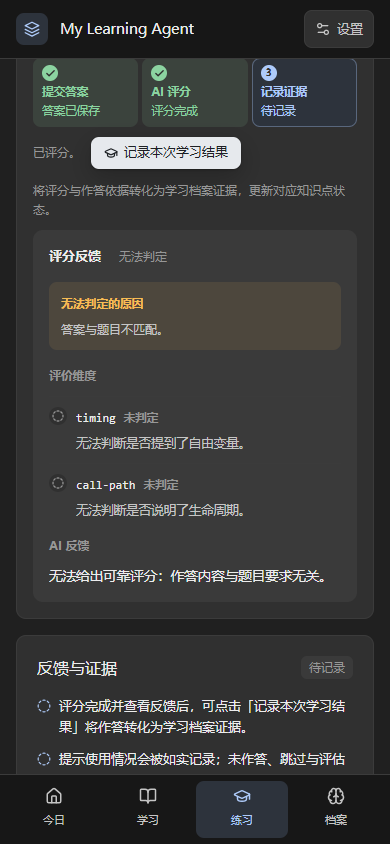 My Learning Agent
设置
提交答案
答案已保存
AI 评分
评分完成
3
记录证据
待记录
已评分。
记录本次学习结果
将评分与作答依据转化为学习档案证据，更新对应知识点状
态。
评分反馈 无法判定
无法判定的原因
答案与题目不匹配。
评价维度
timing 未判定
无法判断是否提到了自由变量。
call-path 未判定
无法判断是否说明了生命周期。
AI 反馈
无法给出可靠评分：作答内容与题目要求无关。
反馈与证据
待记录
评分完成并查看反馈后，可点击「记录本次学习结
果」将作答转化为学习档案证据。
提示使用情况会被如实记录；未作答、跳过与评估
今日
学习
练习
档案